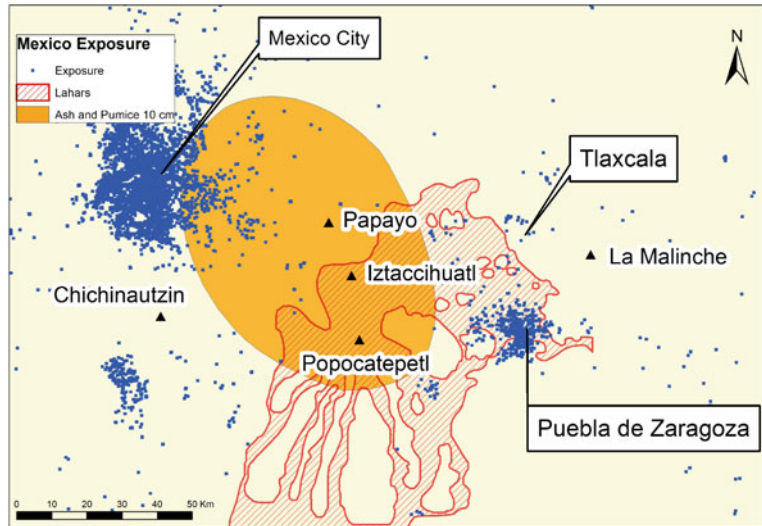 Mexico Exposure
Exposure
Lahars
Ash and Pumice 10 cm
Mexico City
N
Tlaxcala
Papayo
La Malinche
Iztaccihuatl
Chichinautzin
Popocatepetl
Puebla de Zaragoza
0 10 20 30 40 50 Km